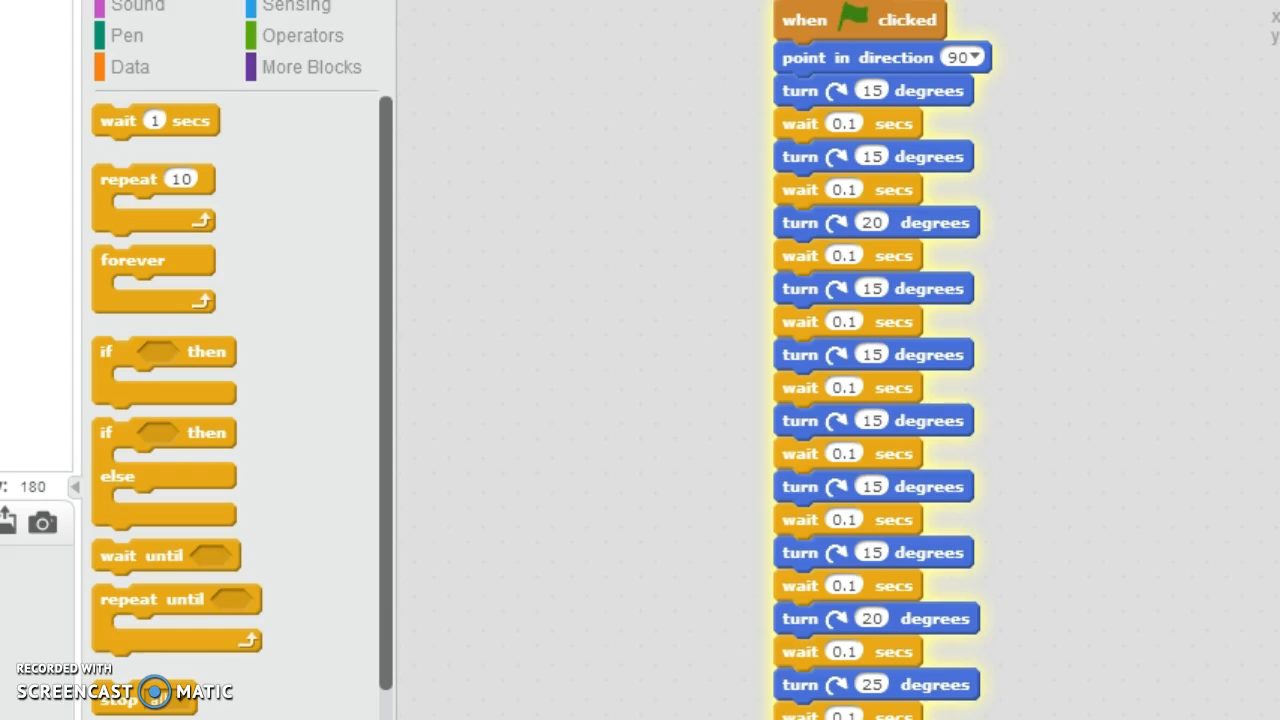 Sound
Sensing
Pen
Operators
Data
More Blocks
wait 1 secs
repeat 10
forever
if then
if then
else
wait until
repeat until
stop
180
RECORDED WITH
SCREENCAST MATIC
when clicked
point in direction 90
turn 15 degrees
wait 0.1 secs
turn 15 degrees
wait 0.1 secs
turn 20 degrees
wait 0.1 secs
turn 15 degrees
wait 0.1 secs
turn 15 degrees
wait 0.1 secs
turn 15 degrees
wait 0.1 secs
turn 15 degrees
wait 0.1 secs
turn 15 degrees
wait 0.1 secs
turn 20 degrees
wait 0.1 secs
turn 25 degrees
wait 0.1 secs
x
y